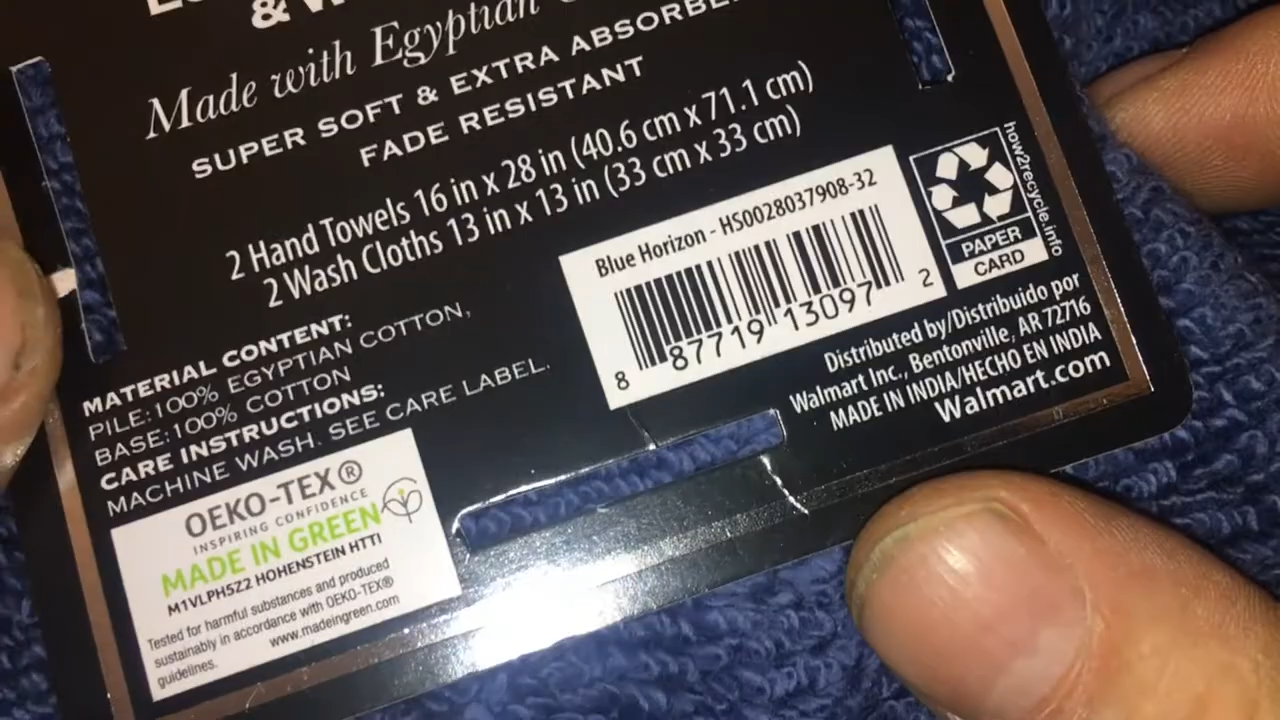 Made with Egyptian
SUPER SOFT & EXTRA
FADE RESISTANT
2 Hand Towels 16 in x 28 in (40.6 cm x 71.1 cm)
2 Wash Cloths 13 in x 13 in (33 cm x 33 cm)
MATERIAL CONTENT:
PILE:100% EGYPTIAN COTTON,
BASE:100% COTTON
CARE INSTRUCTIONS:
MACHINE WASH. SEE CARE LABEL.
OEKO-TEX®
INSPIRING CONFIDENCE
MADE IN GREEN
M1VLPH5Z2 HOHENSTEIN HTTI
Tested for harmful substances and produced
sustainably in accordance with OEKO-TEX®
guidelines. www.madeingreen.com
Blue Horizon - HS0028037908-32
8 87719 13097 2
how2recycle.info
PAPER
CARD
Distributed by/Distribuido por
Walmart Inc., Bentonville, AR 72716
MADE IN INDIA/HECHO EN INDIA
Walmart.com